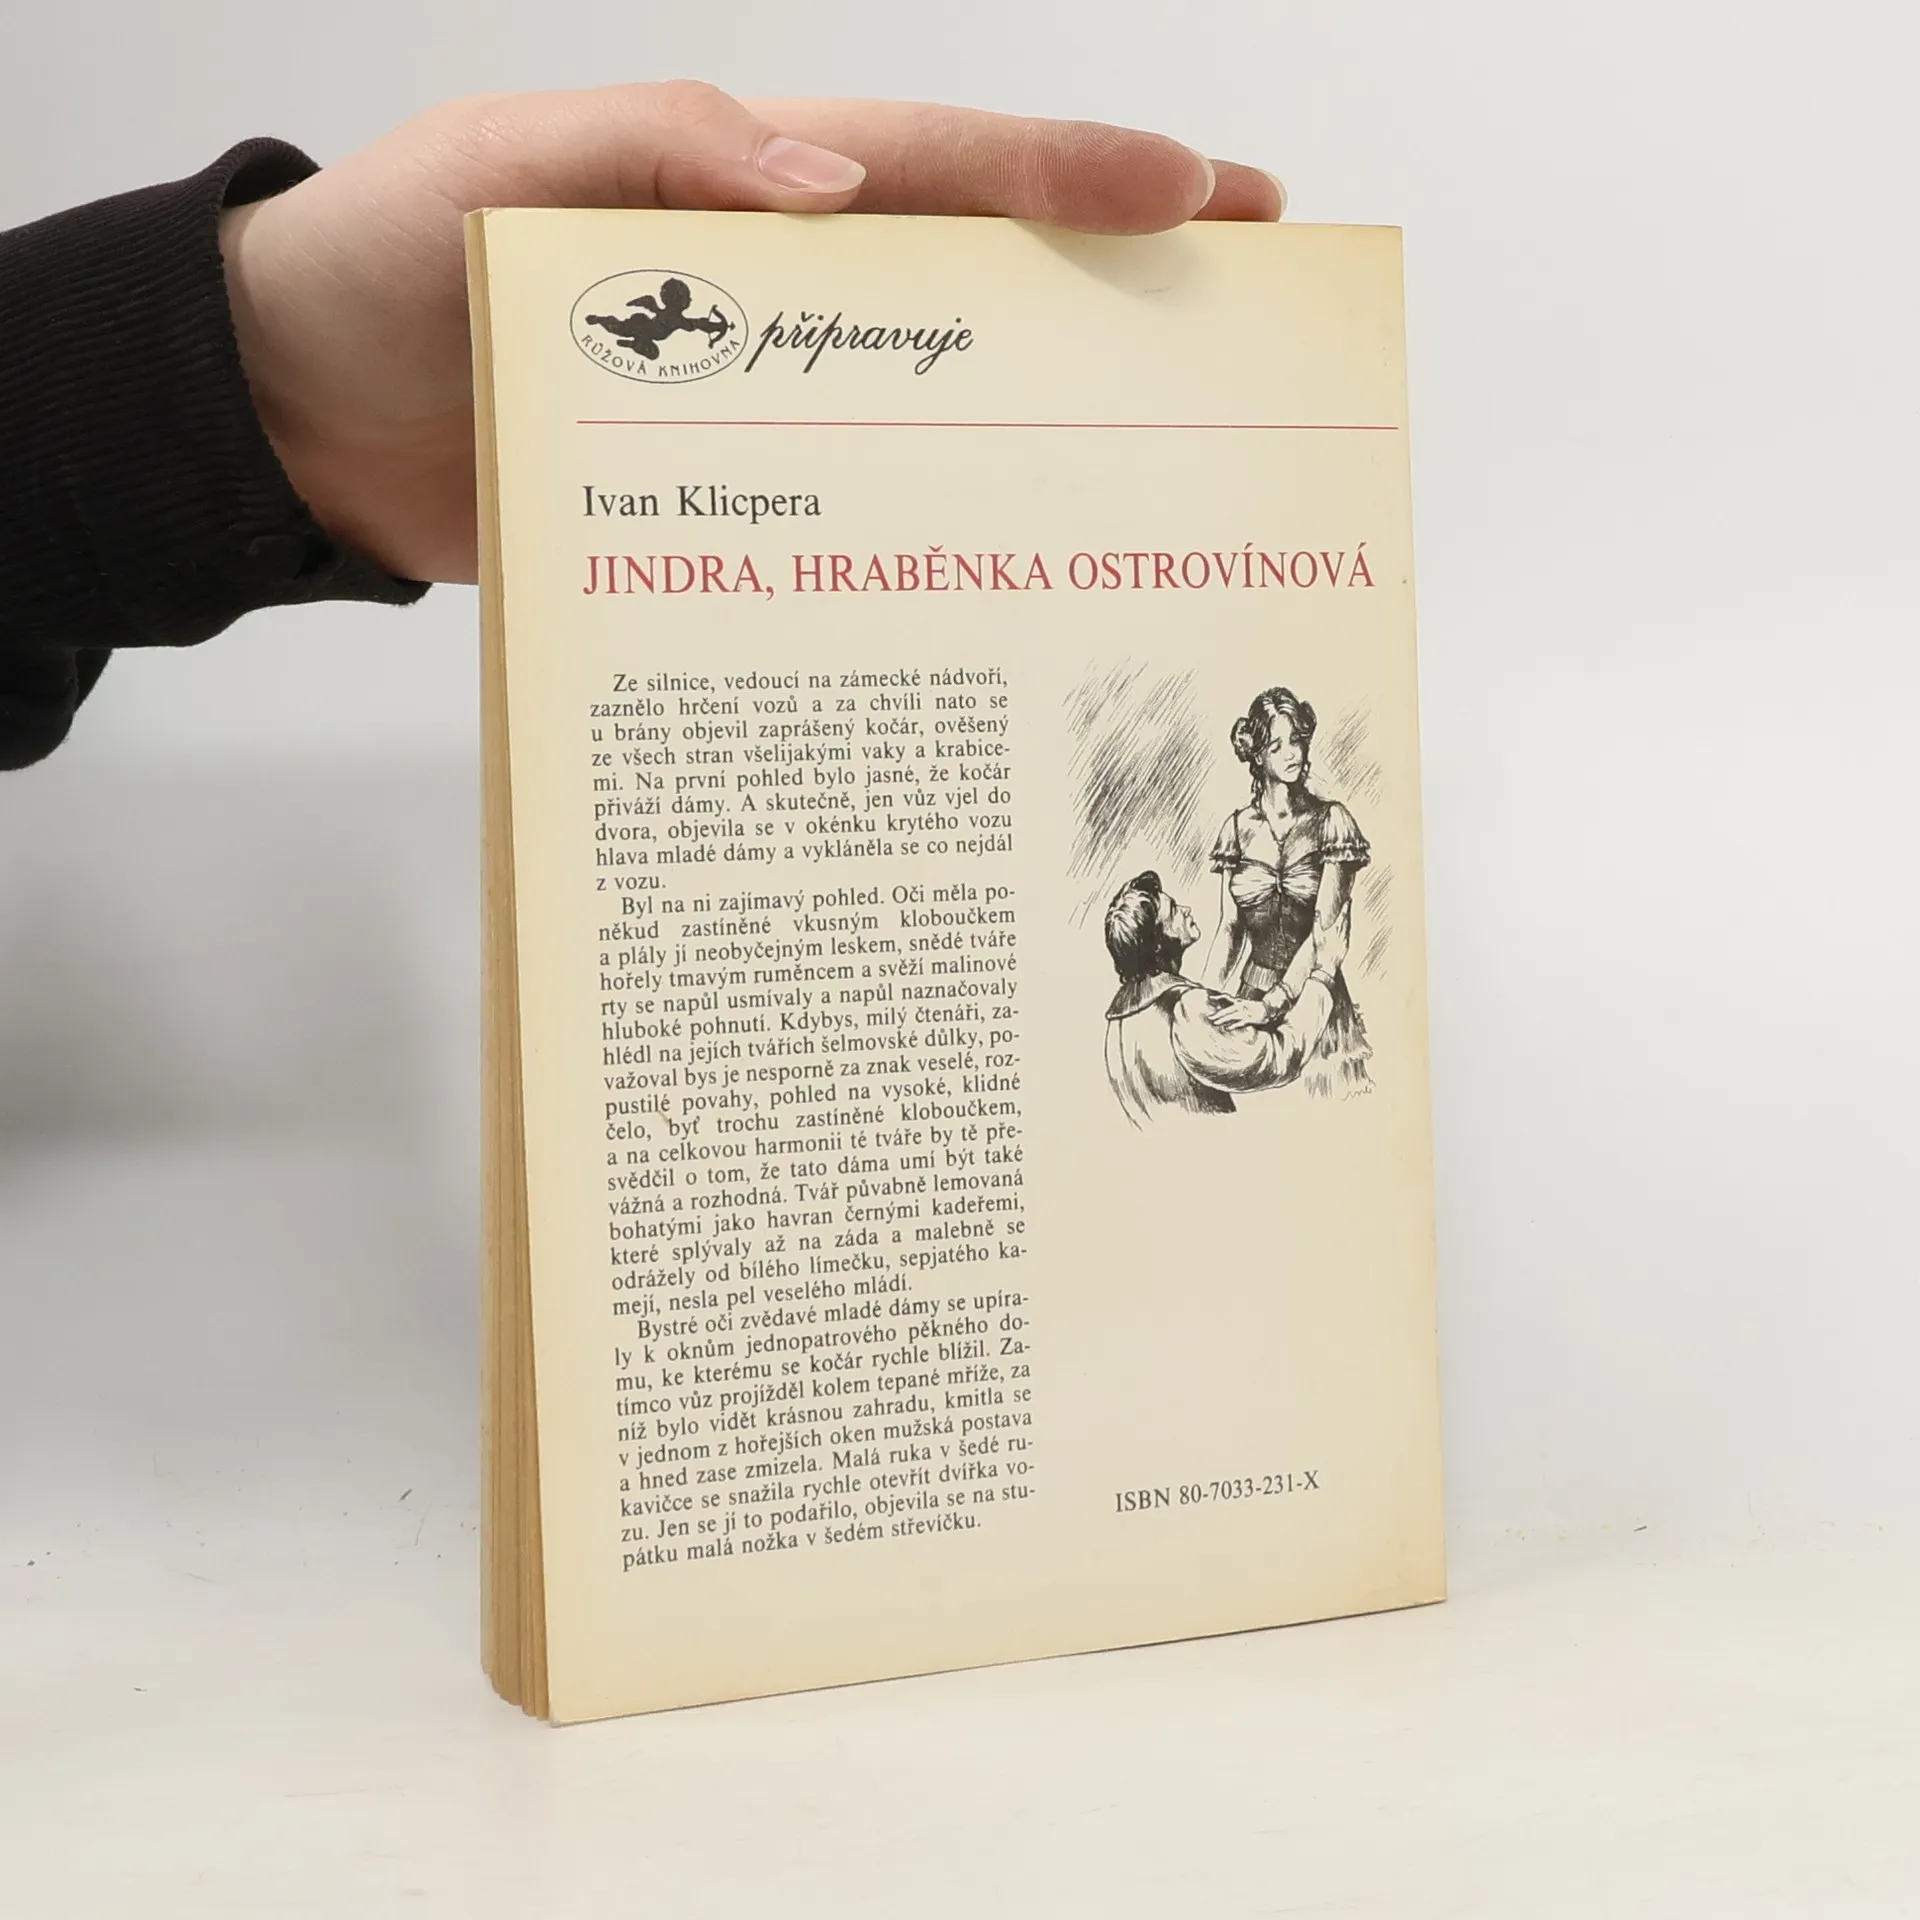 RŮŽOVÁ KNIHOVNA
připravuje
Ivan Klicpera
JINDRA, HRABĚNKA OSTROVÍNOVÁ
Ze silnice, vedoucí na zámecké nádvoří,
zaznělo hrčení vozů a za chvíli nato se
u brány objevil zaprášený kočár, ověšený
ze všech stran všelijakými vaky a krabice-
mi. Na první pohled bylo jasné, že kočár
přiváží dámy. A skutečně, jen vůz vjel do
dvora, objevila se v okénku krytého vozu
hlava mladé dámy a vykláněla se co nejdál
z vozu.
Byl na ni zajímavý pohled. Oči měla po-
někud zastíněné vkusným kloboučkem
a plály jí neobyčejným leskem, snědé tváře
hořely tmavým ruměncem a svěží malinové
rty se napůl usmívaly a napůl naznačovaly
hluboké pohnutí. Kdybys, milý čtenáři, za-
hlédl na jejích tvářích šelmovské důlky, po-
važoval bys je nesporně za znak veselé, roz-
pustilé povahy, pohled na vysoké, klidné
čelo, byť trochu zastíněné kloboučkem,
a na celkovou harmonii té tváře by tě pře-
svědčil o tom, že tato dáma umí být také
vážná a rozhodná. Tvář půvabně lemovaná
bohatými jako havran černými kadeřemi,
které splývaly až na záda a malebně se
odrážely od bílého límečku, sepjatého ka-
mejí, nesla pel veselého mládí.
Bystré oči zvědavé mladé dámy se upíra-
ly k oknům jednopatrového pěkného do-
mu, ke kterému se kočár rychle blížil. Za-
tímco vůz projížděl kolem tepané mříže, za
níž bylo vidět krásnou zahradu, kmitla se
v jednom z hořejších oken mužská postava
a hned zase zmizela. Malá ruka v šedé ru-
kavičce se snažila rychle otevřít dvířka vo-
zu. Jen se jí to podařilo, objevila se na stu-
pátku malá nožka v šedém střevíčku.
ISBN 80-7033-231-X